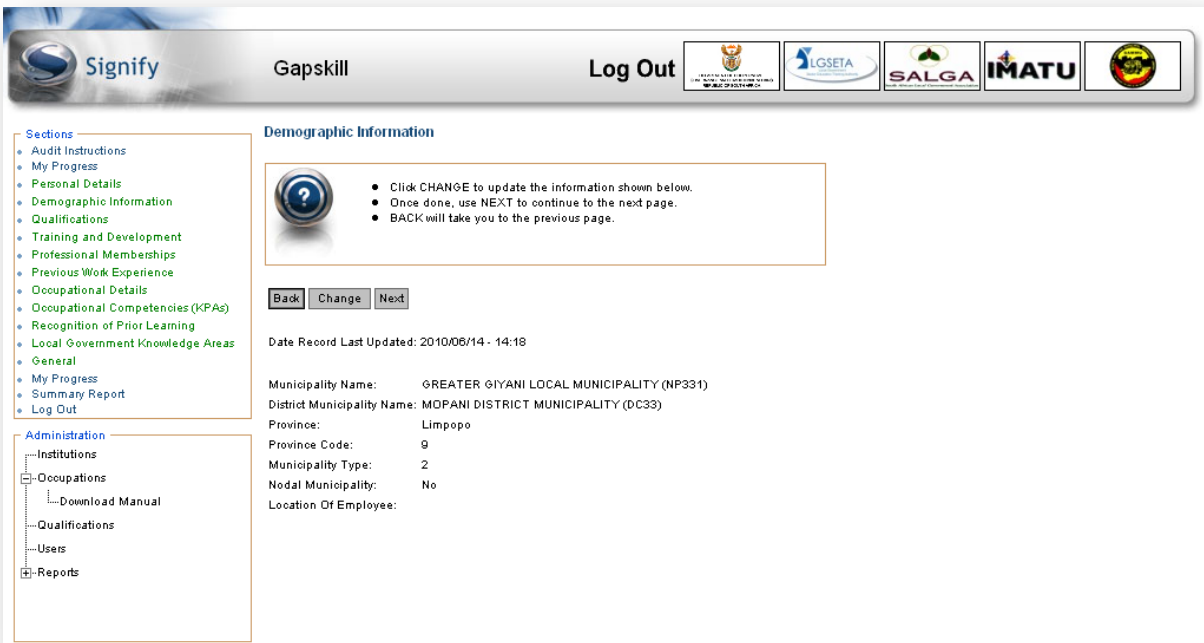 Signify
Gapskill
Log Out
LGSETA
SALGA
IMATU
Sections
Audit Instructions
My Progress
Personal Details
Demographic Information
Qualifications
Training and Development
Professional Memberships
Previous Work Experience
Occupational Details
Occupational Competencies (KPAs)
Recognition of Prior Learning
Local Government Knowledge Areas
General
My Progress
Summary Report
Log Out
Administration
Institutions
Occupations
Download Manual
Qualifications
Users
Reports
Demographic Information
Click CHANGE to update the information shown below.
Once done, use NEXT to continue to the next page.
BACK will take you to the previous page.
Back Change Next
Date Record Last Updated: 2010/06/14 - 14:18
Municipality Name: GREATER GIYANI LOCAL MUNICIPALITY (NP331)
District Municipality Name: MOPANI DISTRICT MUNICIPALITY (DC33)
Province: Limpopo
Province Code: 9
Municipality Type: 2
Nodal Municipality: No
Location Of Employee: